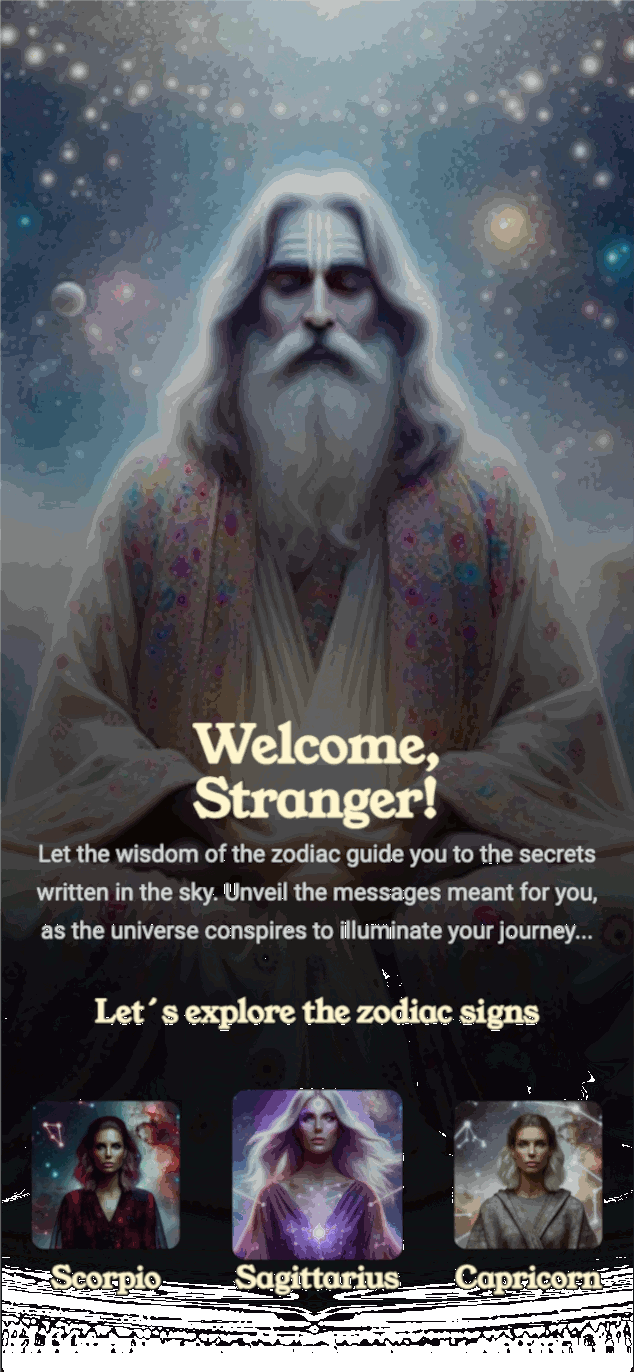 Welcome,
Stranger!
Let the wisdom of the zodiac guide you to the secrets
written in the sky. Unveil the messages meant for you,
as the universe conspires to illuminate your journey...
Let´s explore the zodiac signs
Scorpio
Sagittarius
Capricorn